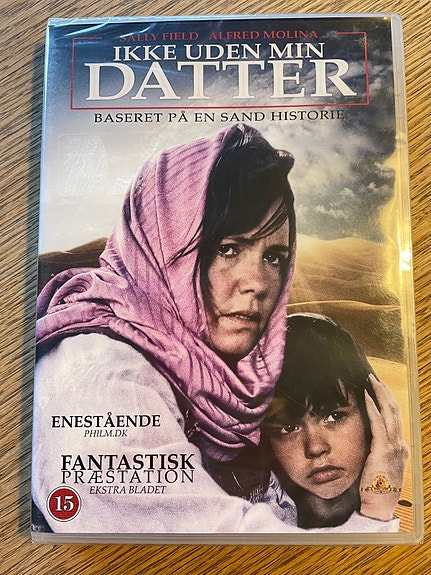 SALLY FIELD ALFRED MOLINA
IKKE UDEN MIN
DATTER
BASERET PÅ EN SAND HISTORIE
ENESTÅENDE
PHILM.DK
FANTASTISK
PRÆSTATION
EKSTRA BLADET
15